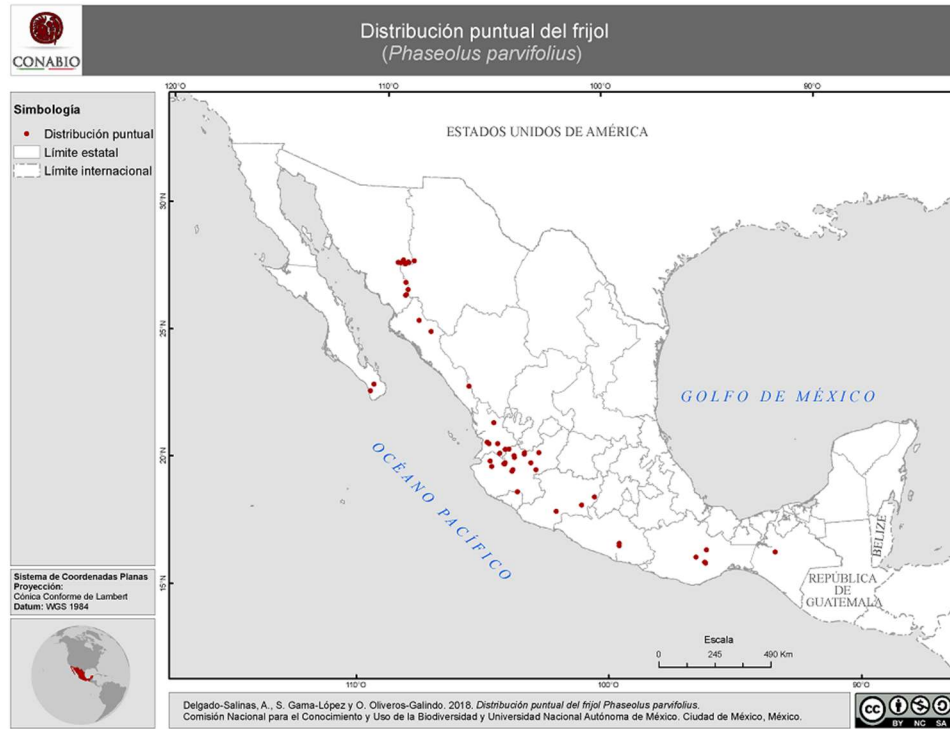 CONABIO
Distribución puntual del frijol
(Phaseolus parvifolius)
Simbología
Distribución puntual
Límite estatal
Límite internacional
120°O
110°O
100°O
90°O
ESTADOS UNIDOS DE AMÉRICA
30°N
25°N
20°N
15°N
GOLFO DE MÉXICO
OCÉANO PACÍFICO
BELIZE
REPÚBLICA
DE
GUATEMALA
Escala
0 245 490 Km
110°O
100°O
90°O
Sistema de Coordenadas Planas
Proyección:
Cónica Conforme de Lambert
Datum: WGS 1984
Delgado-Salinas, A., S. Gama-López y O. Oliveros-Galindo. 2018. Distribución puntual del frijol Phaseolus parvifolius.
Comisión Nacional para el Conocimiento y Uso de la Biodiversidad y Universidad Nacional Autónoma de México. Ciudad de México, México.
cc
BY NC SA